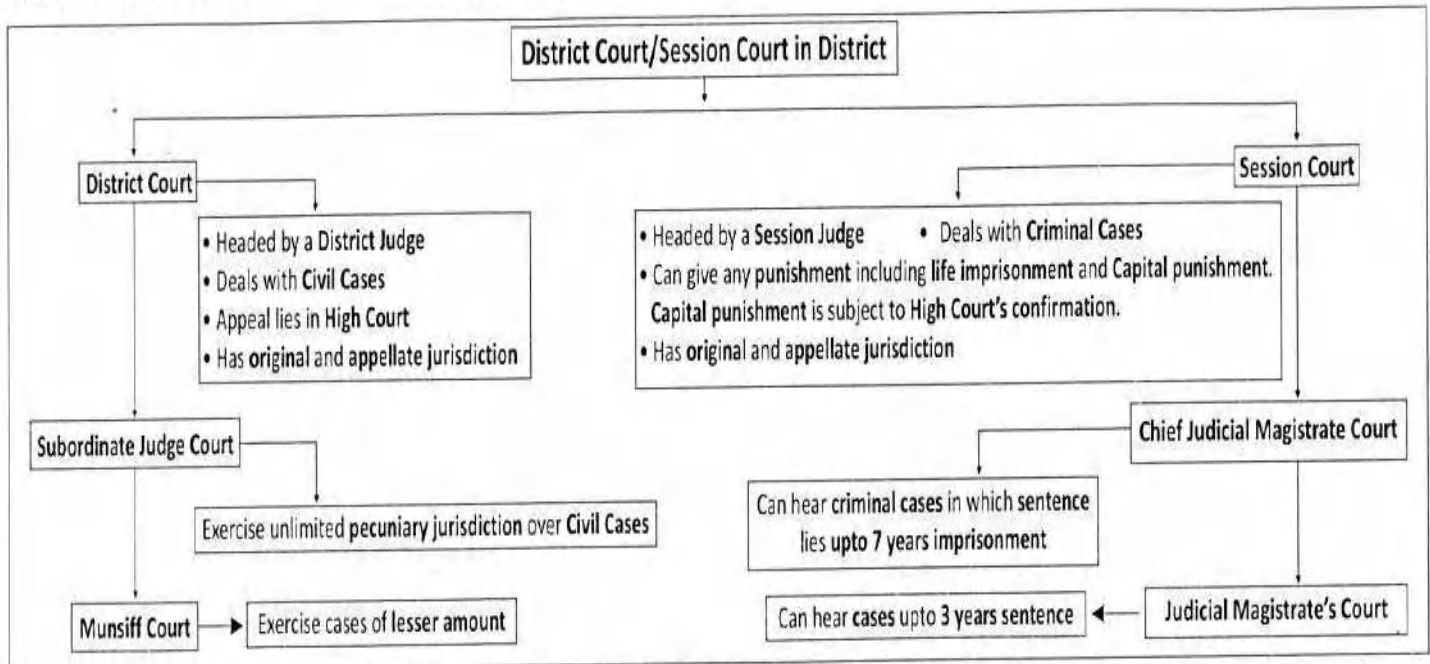 District Court/Session Court in District
District Court
• Headed by a District Judge
• Deals with Civil Cases
• Appeal lies in High Court
• Has original and appellate jurisdiction
Session Court
• Headed by a Session Judge • Deals with Criminal Cases
• Can give any punishment including life imprisonment and Capital punishment.
Capital punishment is subject to High Court's confirmation.
• Has original and appellate jurisdiction
Subordinate Judge Court
Exercise unlimited pecuniary jurisdiction over Civil Cases
Chief Judicial Magistrate Court
Can hear criminal cases in which sentence
lies upto 7 years imprisonment
Munsiff Court
Exercise cases of lesser amount
Can hear cases upto 3 years sentence
Judicial Magistrate's Court